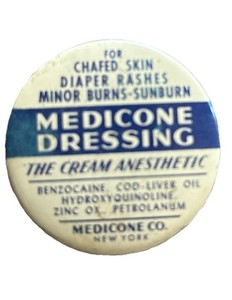 FOR
CHAFED SKIN
DIAPER RASHES
MINOR BURNS-SUNBURN
MEDICONE
DRESSING
THE CREAM ANESTHETIC
BENZOCAINE, COD-LIVER OIL
HYDROXYQUINOLINE,
ZINC OX., PETROLANUM,
MEDICONE CO.
NEW YORK